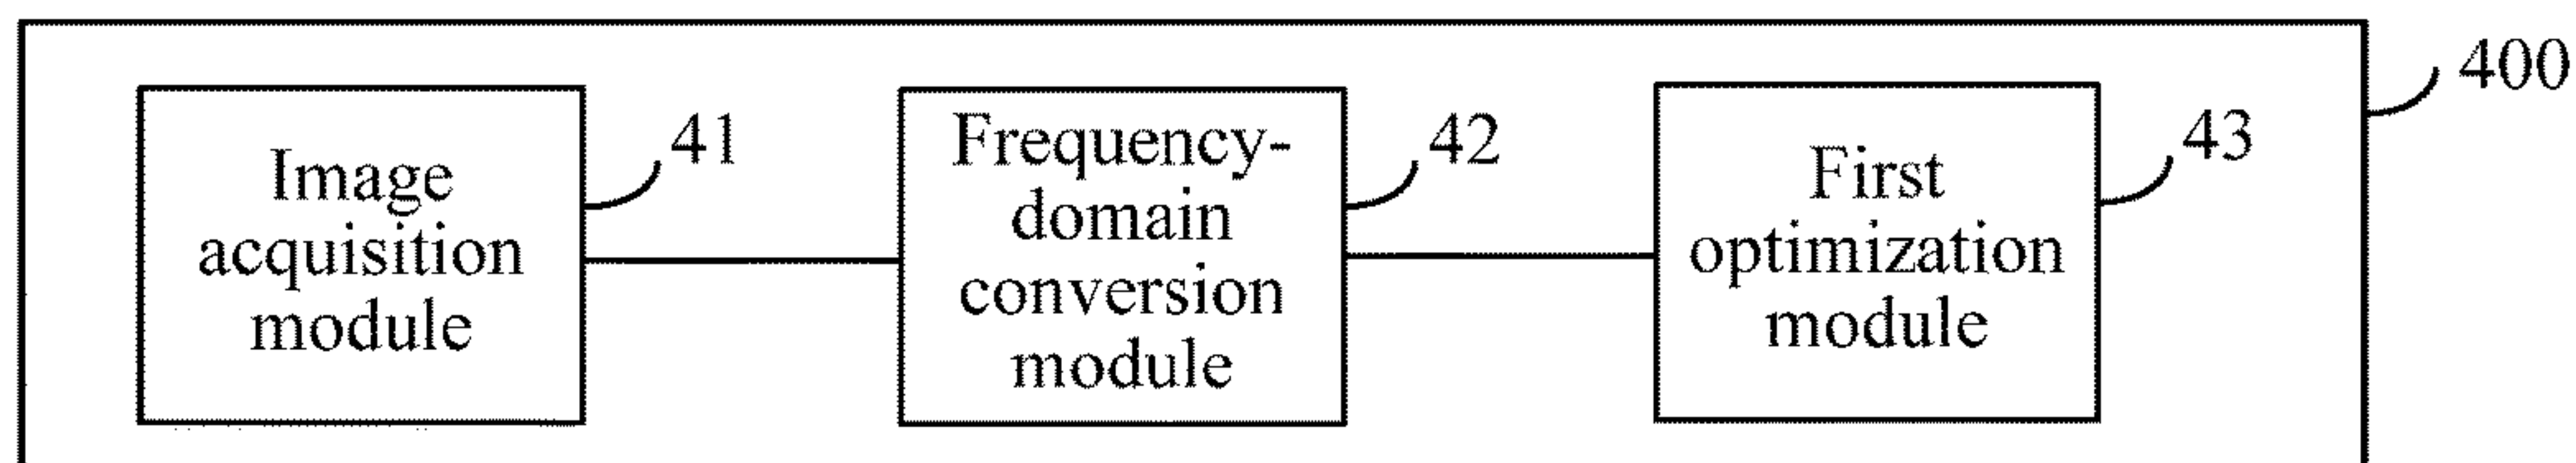 400
Image
acquisition
module
41
Frequency-
domain
conversion
module
42
First
optimization
module
43